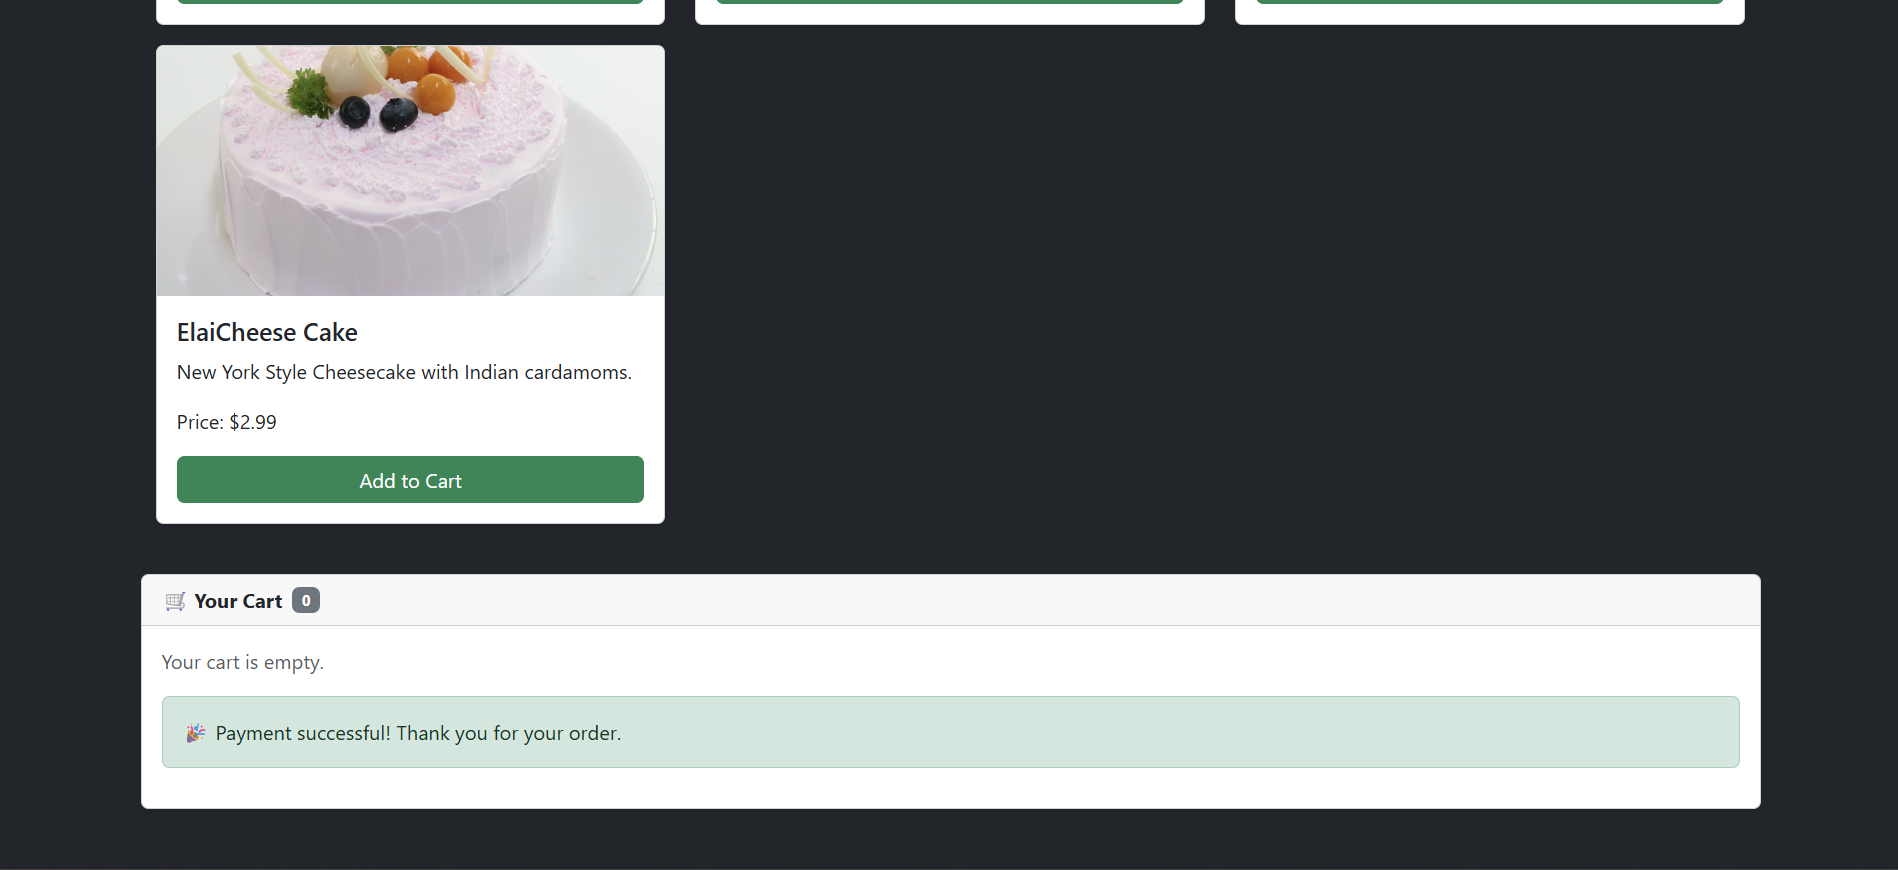 ElaiCheese Cake
New York Style Cheesecake with Indian cardamoms.
Price: $2.99
Add to Cart
🛒 Your Cart 0
Your cart is empty.
🎉 Payment successful! Thank you for your order.